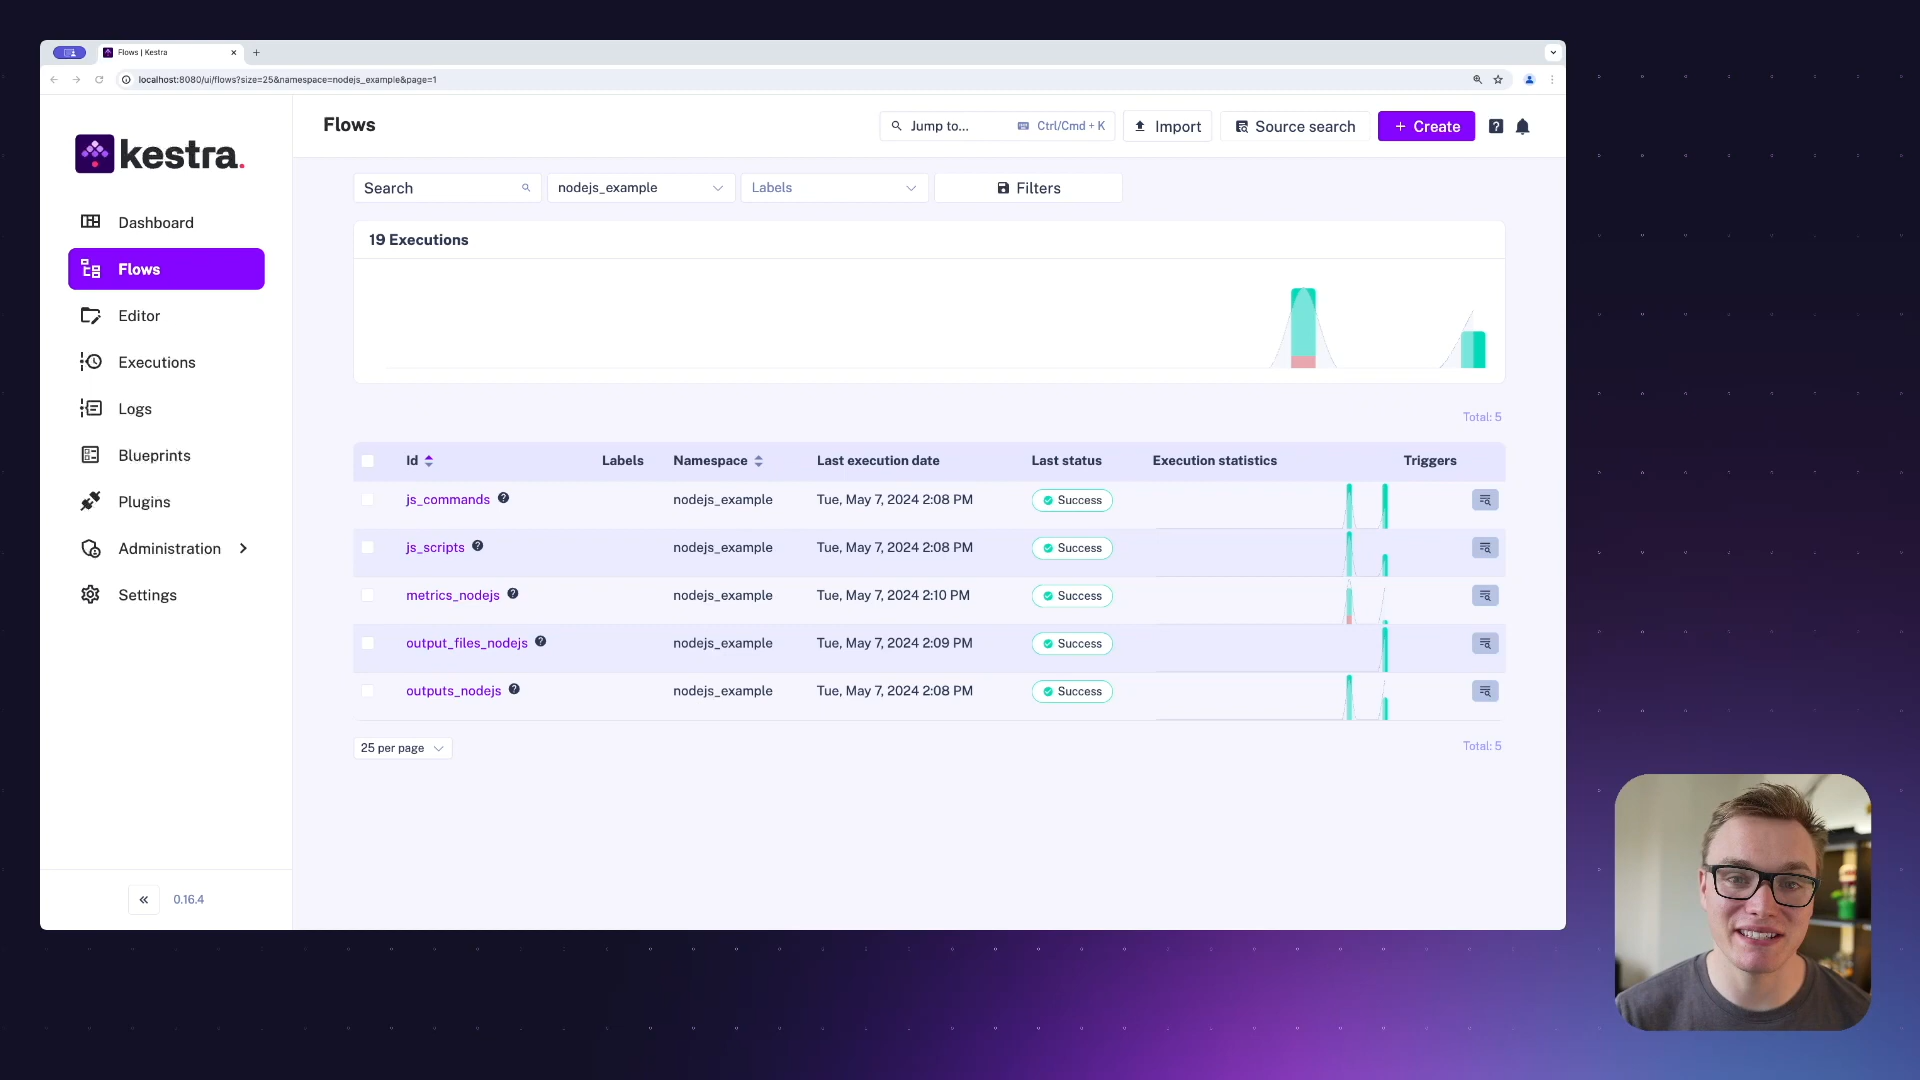 Flows | Kestra
localhost:8080/ui/flows?size=25&namespace=nodejs_example&page=1
kestra.
Flows
Jump to... Ctrl/Cmd + K
Import
Source search
+ Create
Dashboard
Flows
Editor
Executions
Logs
Blueprints
Plugins
Administration
Settings
0.16.4
Search
nodejs_example
Labels
Filters
19 Executions
Total: 5
Id Labels Namespace Last execution date Last status Execution statistics Triggers
js_commands nodejs_example Tue, May 7, 2024 2:08 PM Success
js_scripts nodejs_example Tue, May 7, 2024 2:08 PM Success
metrics_nodejs nodejs_example Tue, May 7, 2024 2:10 PM Success
output_files_nodejs nodejs_example Tue, May 7, 2024 2:09 PM Success
outputs_nodejs nodejs_example Tue, May 7, 2024 2:08 PM Success
25 per page
Total: 5